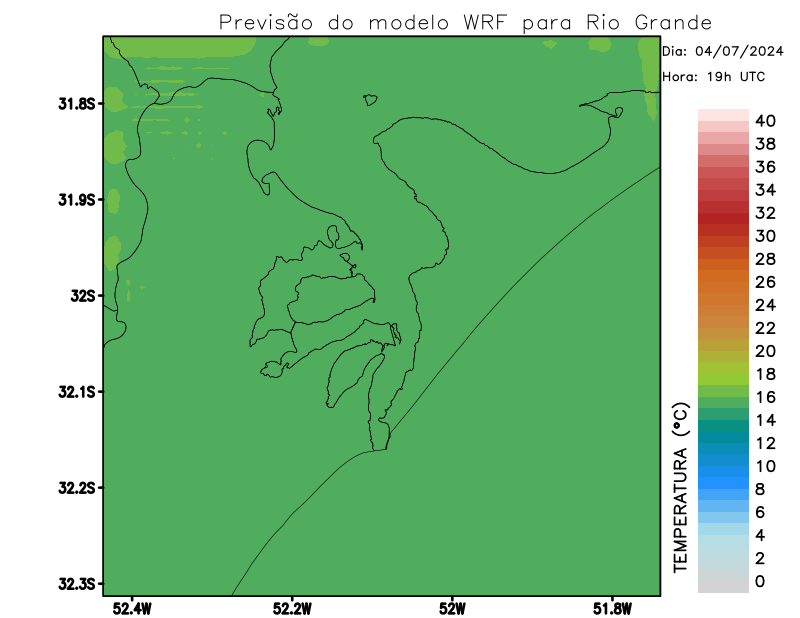 Previsão do modelo WRF para Rio Grande
Dia: 04/07/2024
Hora: 19h UTC
31.8S
31.9S
32S
32.1S
32.2S
32.3S
52.4W
52.2W
52W
51.8W
TEMPERATURA (°C)
40
38
36
34
32
30
28
26
24
22
20
18
16
14
12
10
8
6
4
2
0